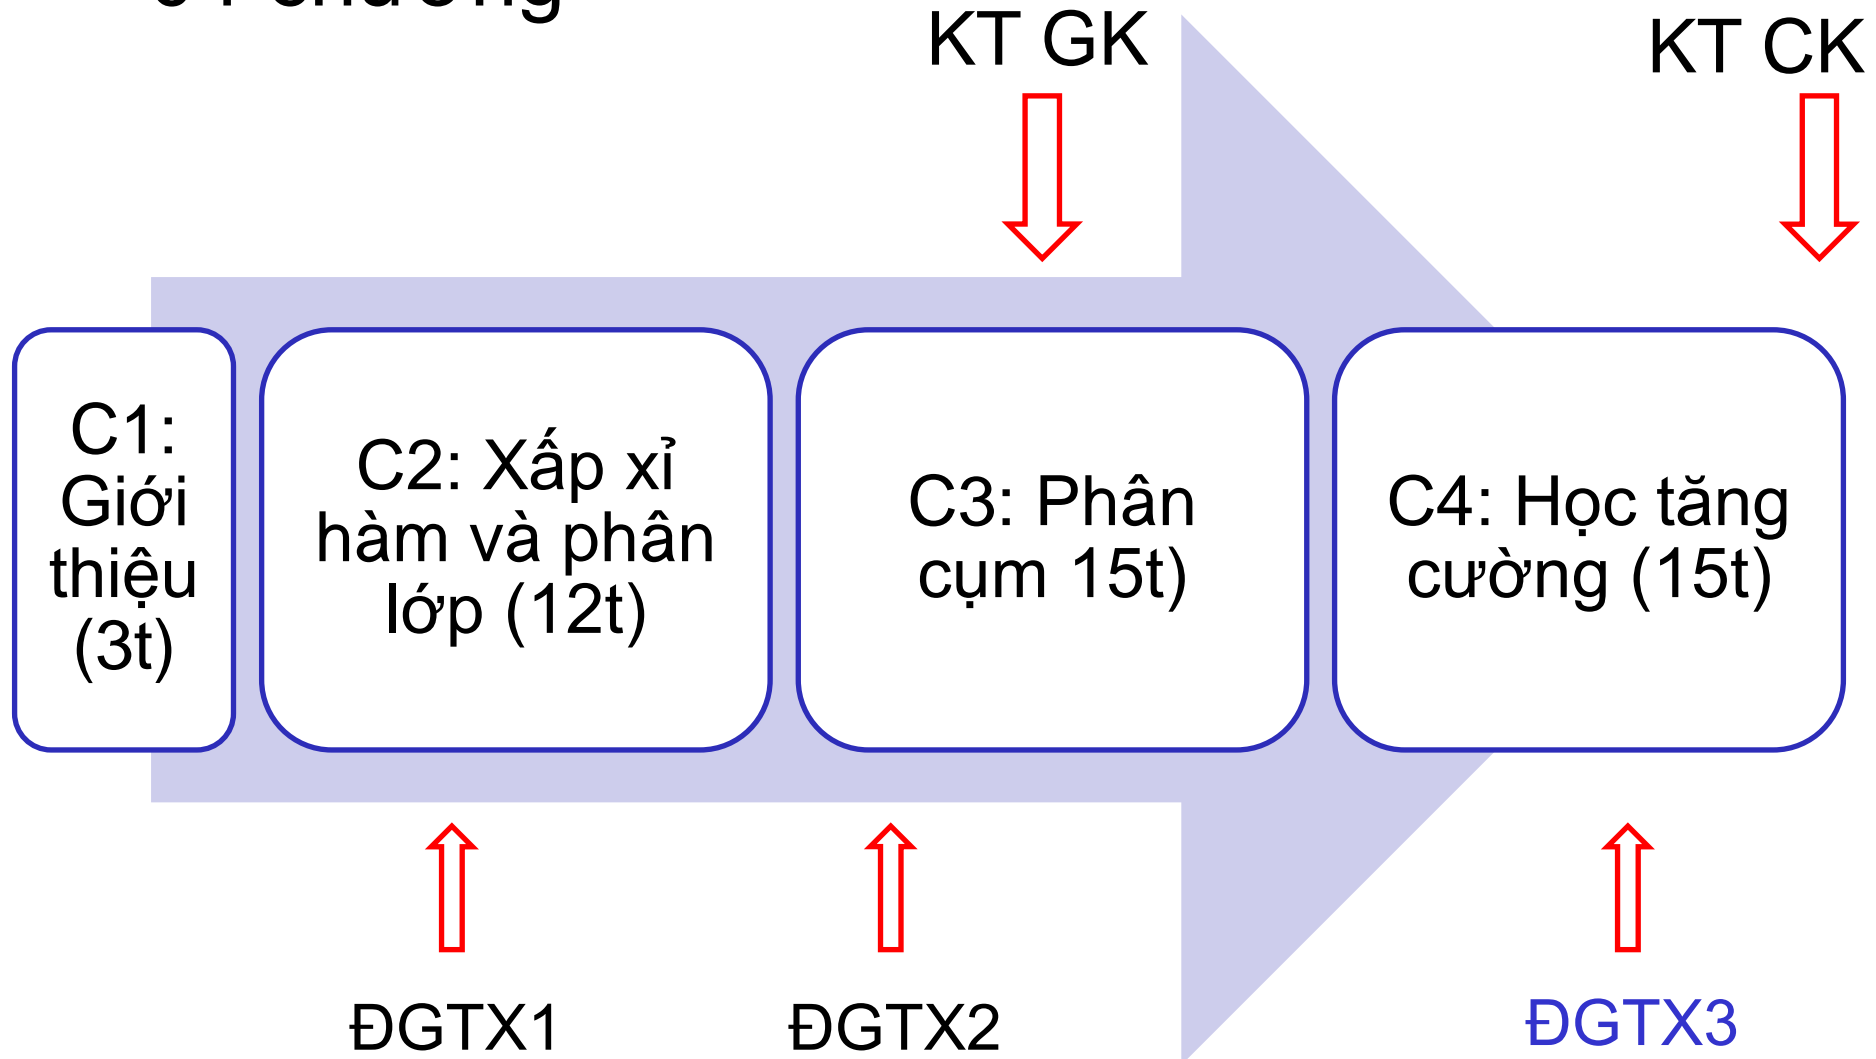 chương
KT GK
KT CK
C1:
Giới
thiệu
(3t)
C2: Xấp xỉ
hàm và phân
lớp (12t)
C3: Phân
cụm 15t)
C4: Học tăng
cường (15t)
ĐGTX1
ĐGTX2
ĐGTX3